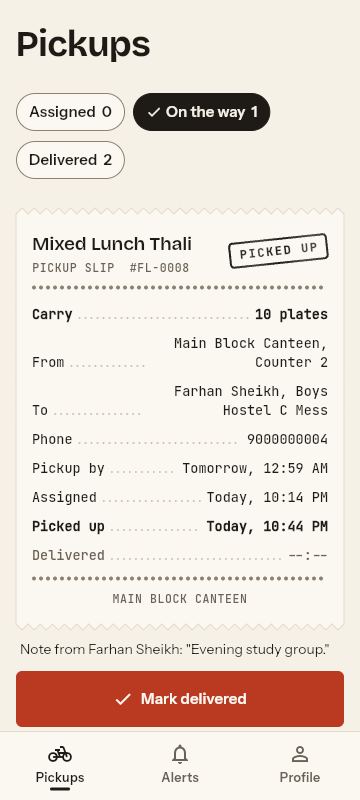 Pickups
Assigned 0
On the way 1
Delivered 2
Mixed Lunch Thali
PICKED UP
PICKUP SLIP #FL-0008
Carry 10 plates
Main Block Canteen,
From Counter 2
Farhan Sheikh, Boys
To Hostel C Mess
Phone 9000000004
Pickup by Tomorrow, 12:59 AM
Assigned Today, 10:14 PM
Picked up Today, 10:44 PM
Delivered --:--
MAIN BLOCK CANTEEN
Note from Farhan Sheikh: "Evening study group."
Mark delivered
Pickups Alerts Profile